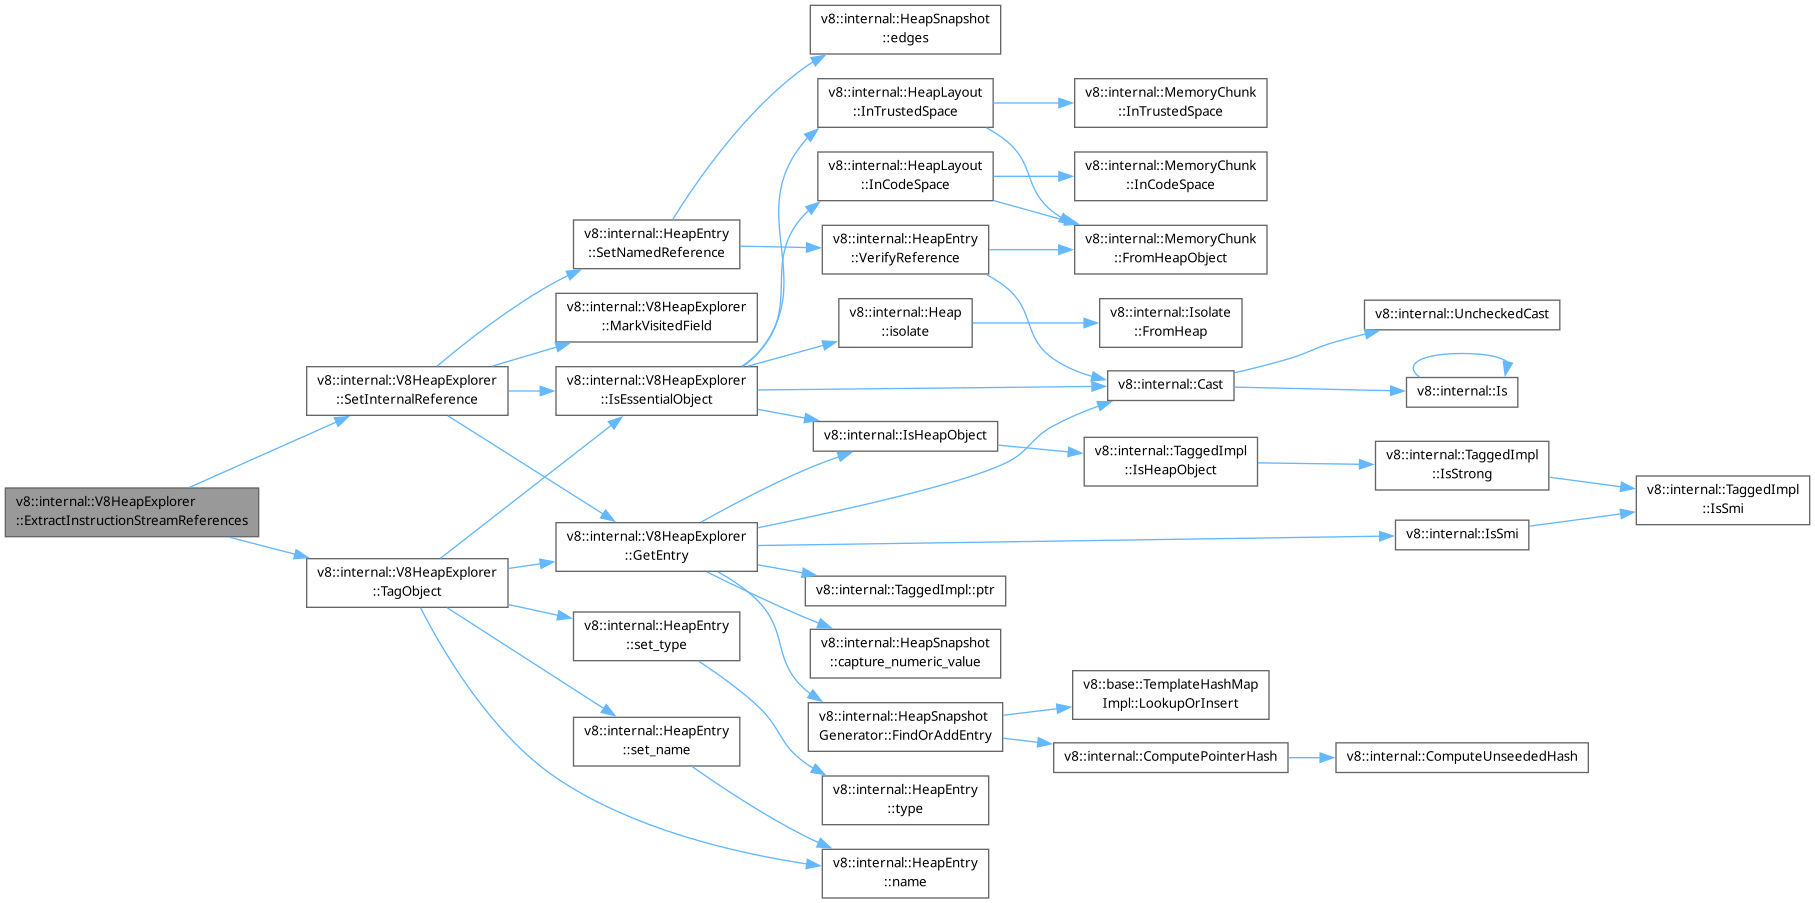 v8::internal::HeapSnapshot
::edges
v8::internal::HeapLayout
::InTrustedSpace
v8::internal::MemoryChunk
::InTrustedSpace
v8::internal::HeapLayout
::InCodeSpace
v8::internal::MemoryChunk
::InCodeSpace
v8::internal::HeapEntry
::SetNamedReference
v8::internal::HeapEntry
::VerifyReference
v8::internal::MemoryChunk
::FromHeapObject
v8::internal::V8HeapExplorer
::MarkVisitedField
v8::internal::Heap
::isolate
v8::internal::Isolate
::FromHeap
v8::internal::UncheckedCast
v8::internal::V8HeapExplorer
::SetInternalReference
v8::internal::V8HeapExplorer
::IsEssentialObject
v8::internal::Cast
v8::internal::Is
v8::internal::IsHeapObject
v8::internal::TaggedImpl
::IsHeapObject
v8::internal::TaggedImpl
::IsStrong
v8::internal::TaggedImpl
::IsSmi
v8::internal::V8HeapExplorer
::ExtractInstructionStreamReferences
v8::internal::V8HeapExplorer
::GetEntry
v8::internal::IsSmi
v8::internal::V8HeapExplorer
::TagObject
v8::internal::TaggedImpl::ptr
v8::internal::HeapEntry
::set_type
v8::internal::HeapSnapshot
::capture_numeric_value
v8::base::TemplateHashMap
Impl::LookupOrInsert
v8::internal::HeapSnapshot
Generator::FindOrAddEntry
v8::internal::HeapEntry
::set_name
v8::internal::ComputePointerHash
v8::internal::ComputeUnseededHash
v8::internal::HeapEntry
::type
v8::internal::HeapEntry
::name